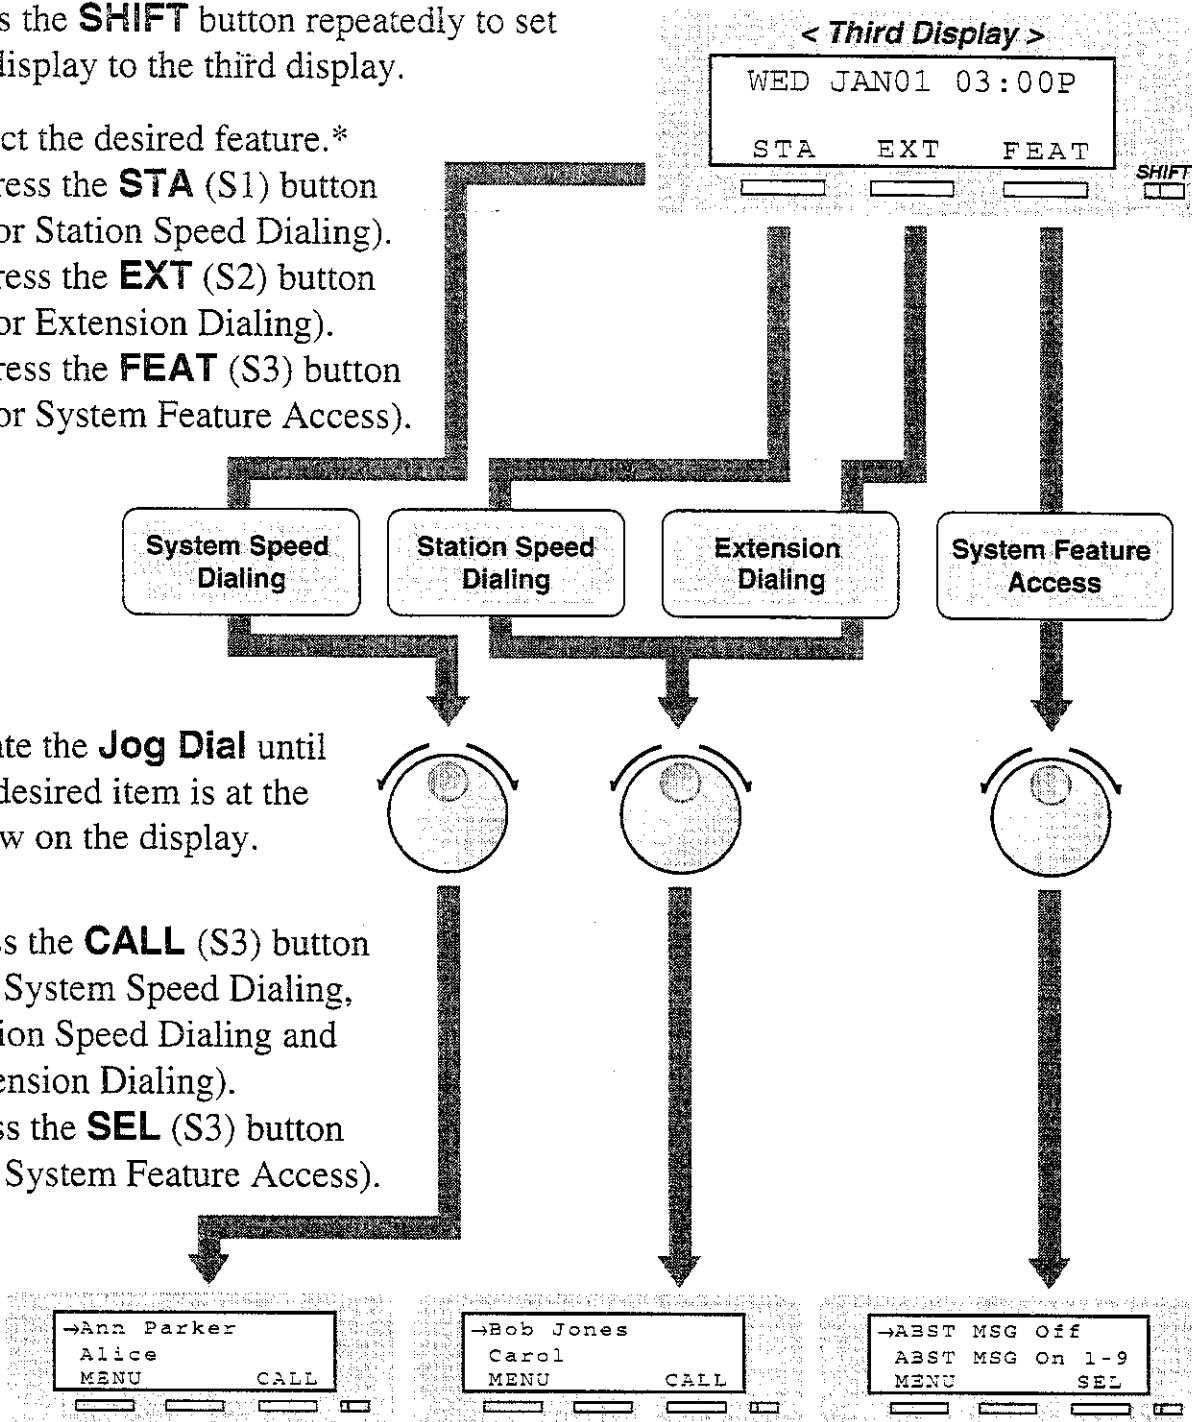 s the SHIFT button repeatedly to set
display to the third display.
ct the desired feature.*
ress the STA (S1) button
or Station Speed Dialing).
ress the EXT (S2) button
or Extension Dialing).
ress the FEAT (S3) button
or System Feature Access).
< Third Display >
WED JAN01 03:00P
STA EXT FEAT
SHIFT
System Speed
Dialing
Station Speed
Dialing
Extension
Dialing
System Feature
Access
ate the Jog Dial until
desired item is at the
w on the display.
ss the CALL (S3) button
System Speed Dialing,
ion Speed Dialing and
ension Dialing).
ss the SEL (S3) button
System Feature Access).
→Ann Parker
Alice
MENU CALL
→Bob Jones
Carol
MENU CALL
→ABST MSG Off
ABST MSG On 1-9
MENU SEL